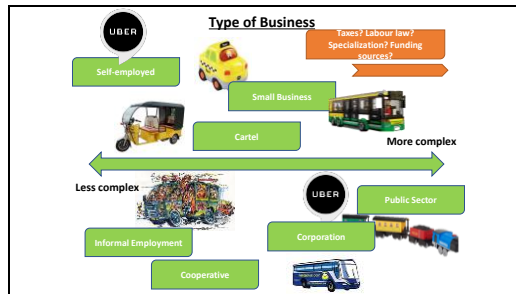 Type of Business
UBER
Taxes? Labour law?
Specialization? Funding
sources?
Self-employed
Small Business
Cartel
More complex
Less complex
UBER
Public Sector
Informal Employment
Corporation
Cooperative